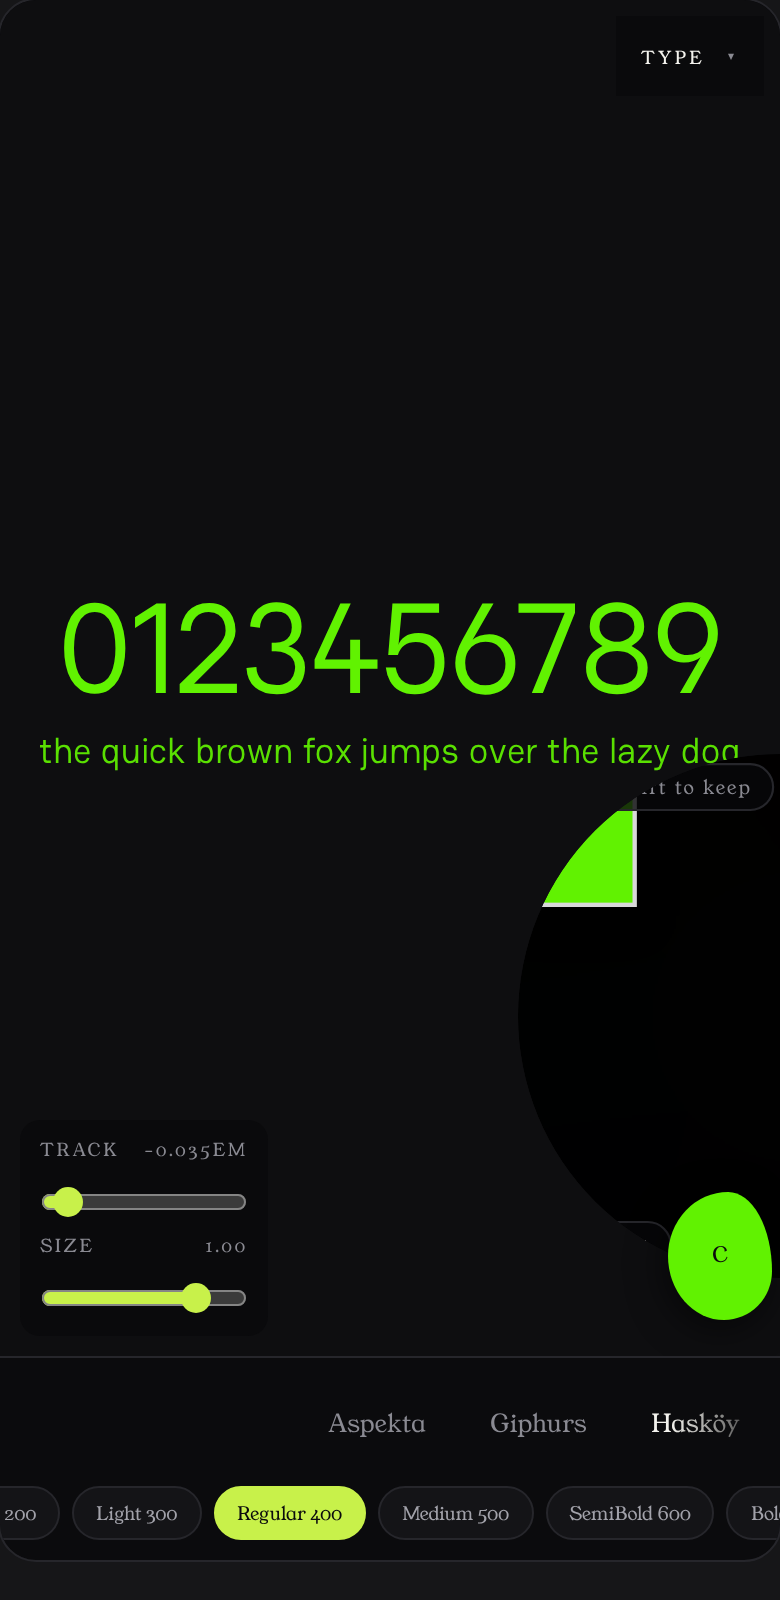 TYPE ▾
0123456789
the quick brown fox jumps over the lazy dog
to keep
TRACK -0.035EM
SIZE 1.00
C
Aspekta Giphurs Hasköy
200 Light 300 Regular 400 Medium 500 SemiBold 600